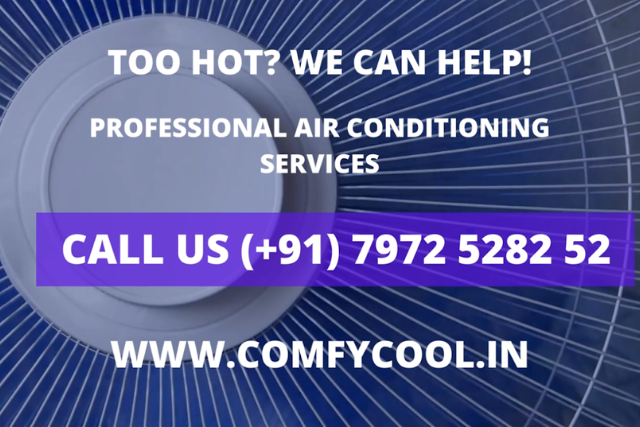 TOO HOT? WE CAN HELP!
PROFESSIONAL AIR CONDITIONING
SERVICES
CALL US (+91) 7972 5282 52
WWW.COMFYCOOL.IN